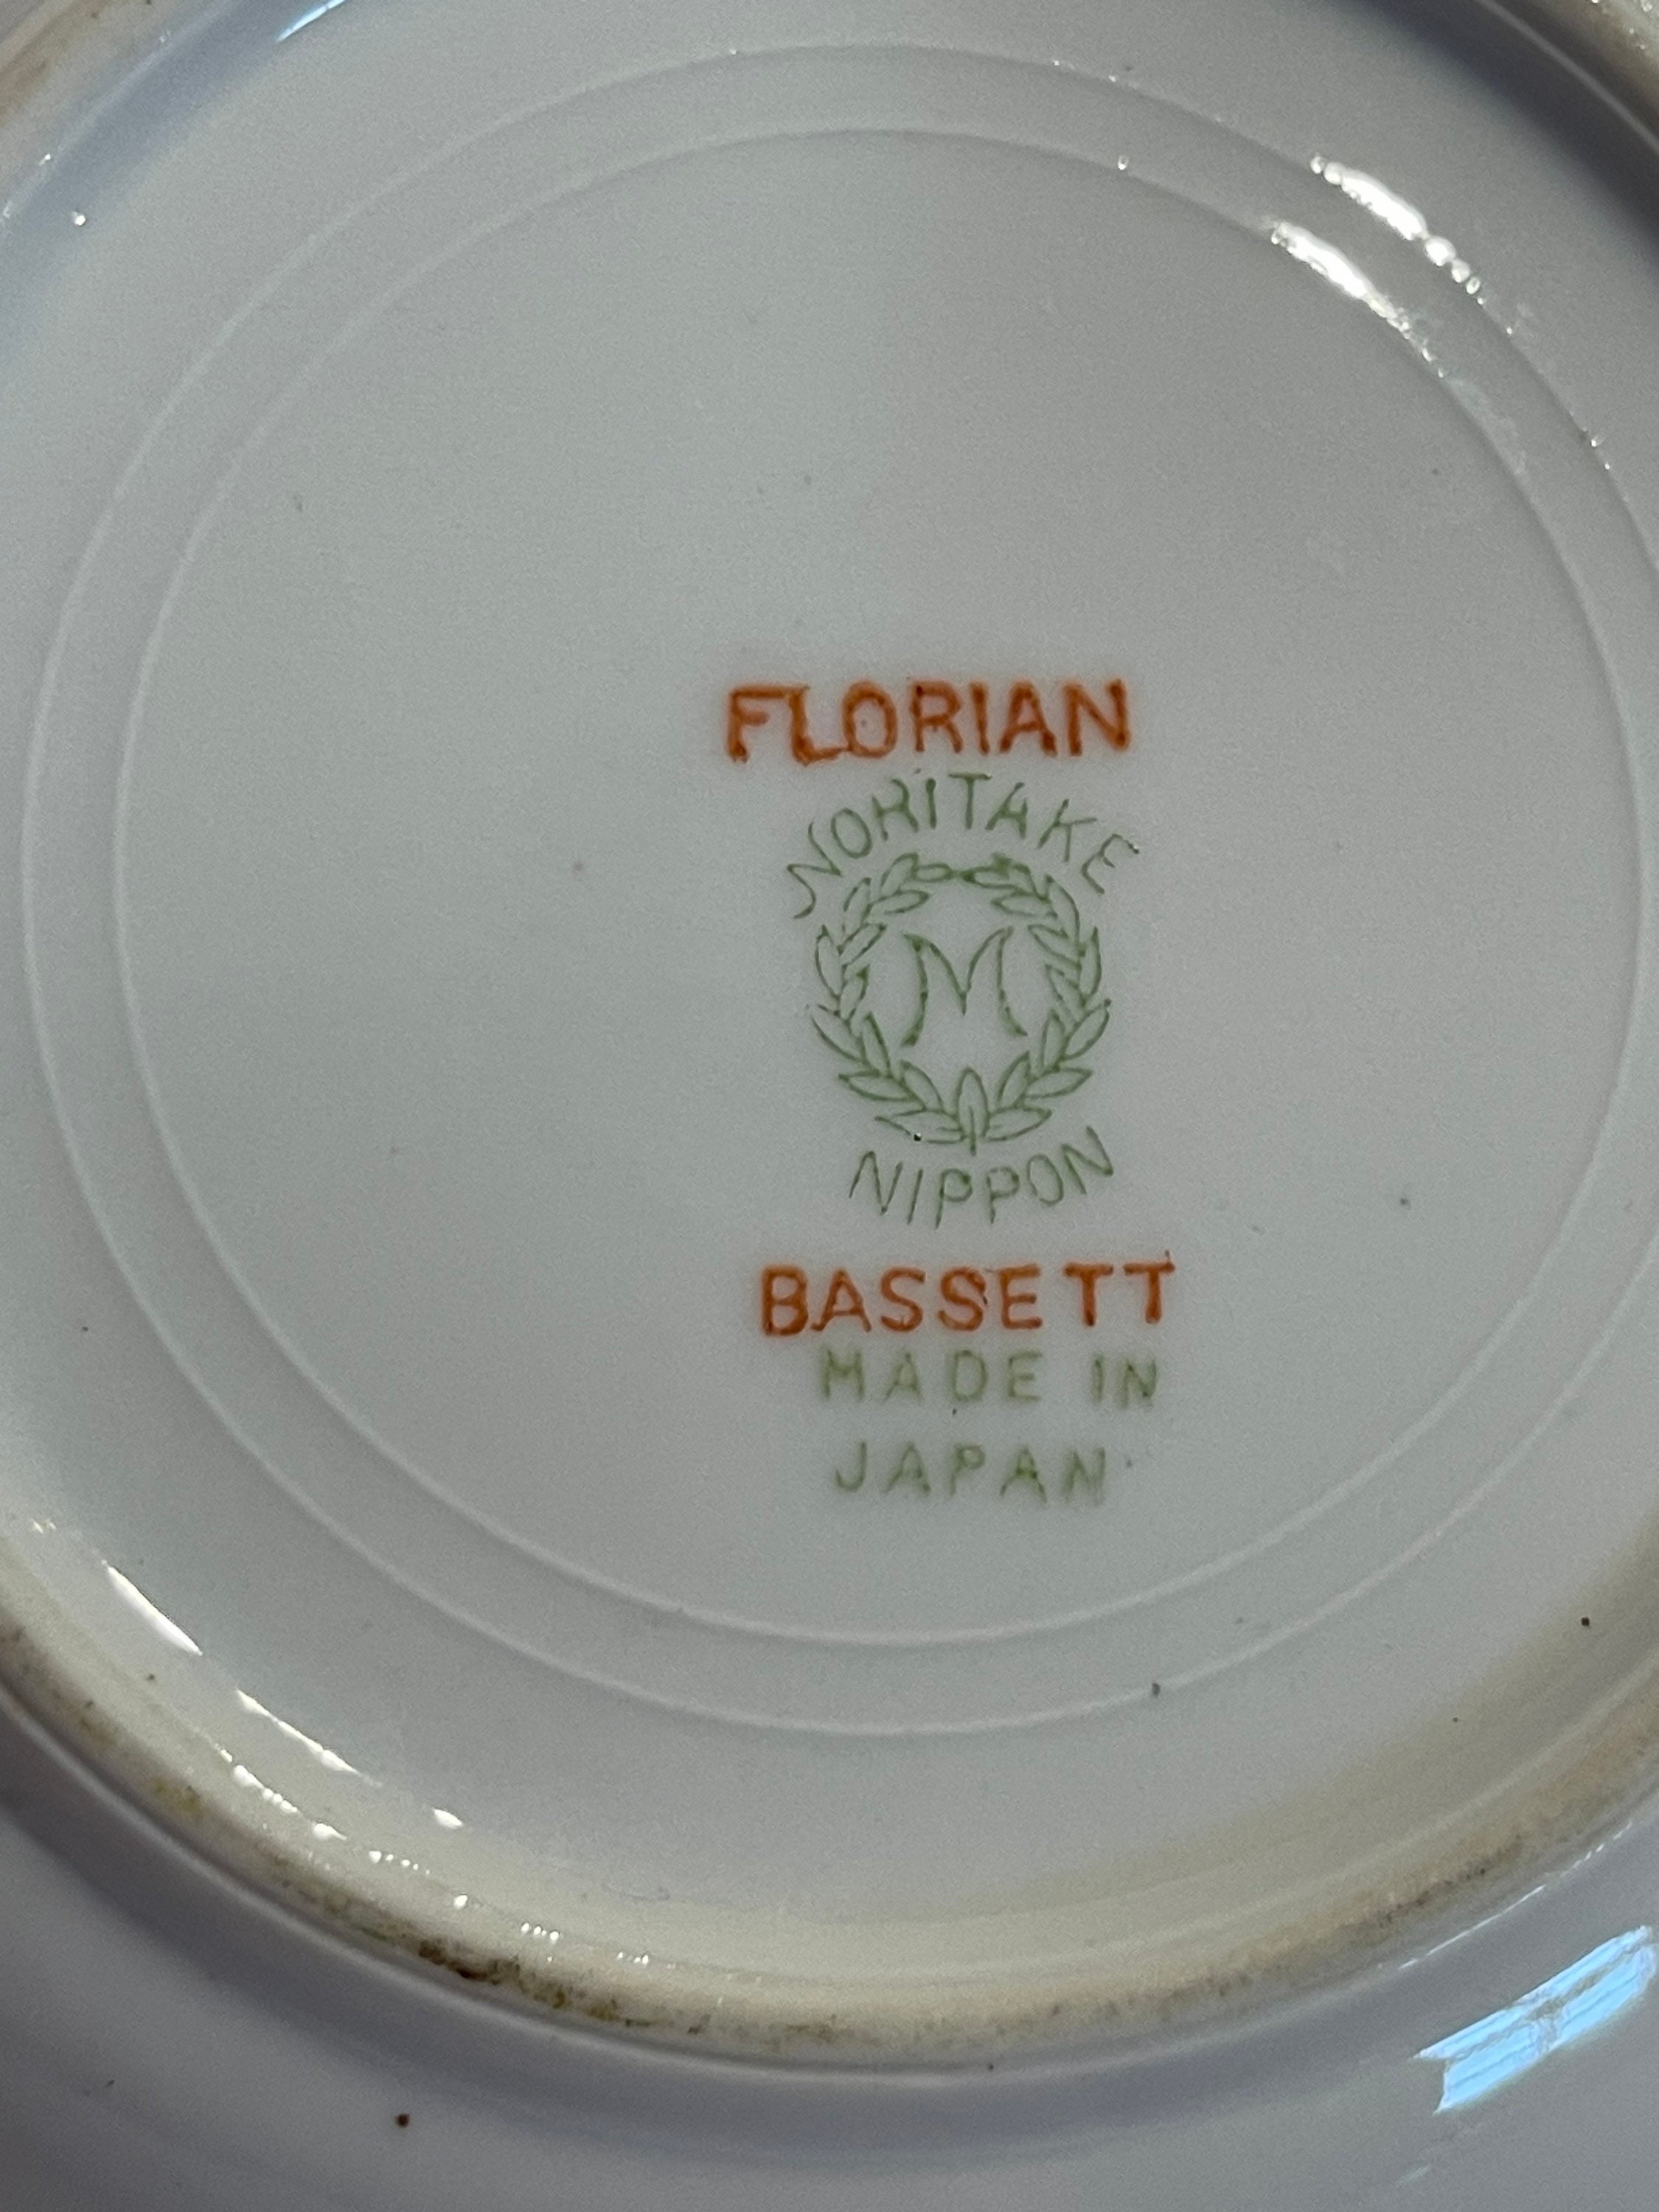 FLORIAN
NORITAKE
M
NIPPON
BASSETT
MADE IN
JAPAN